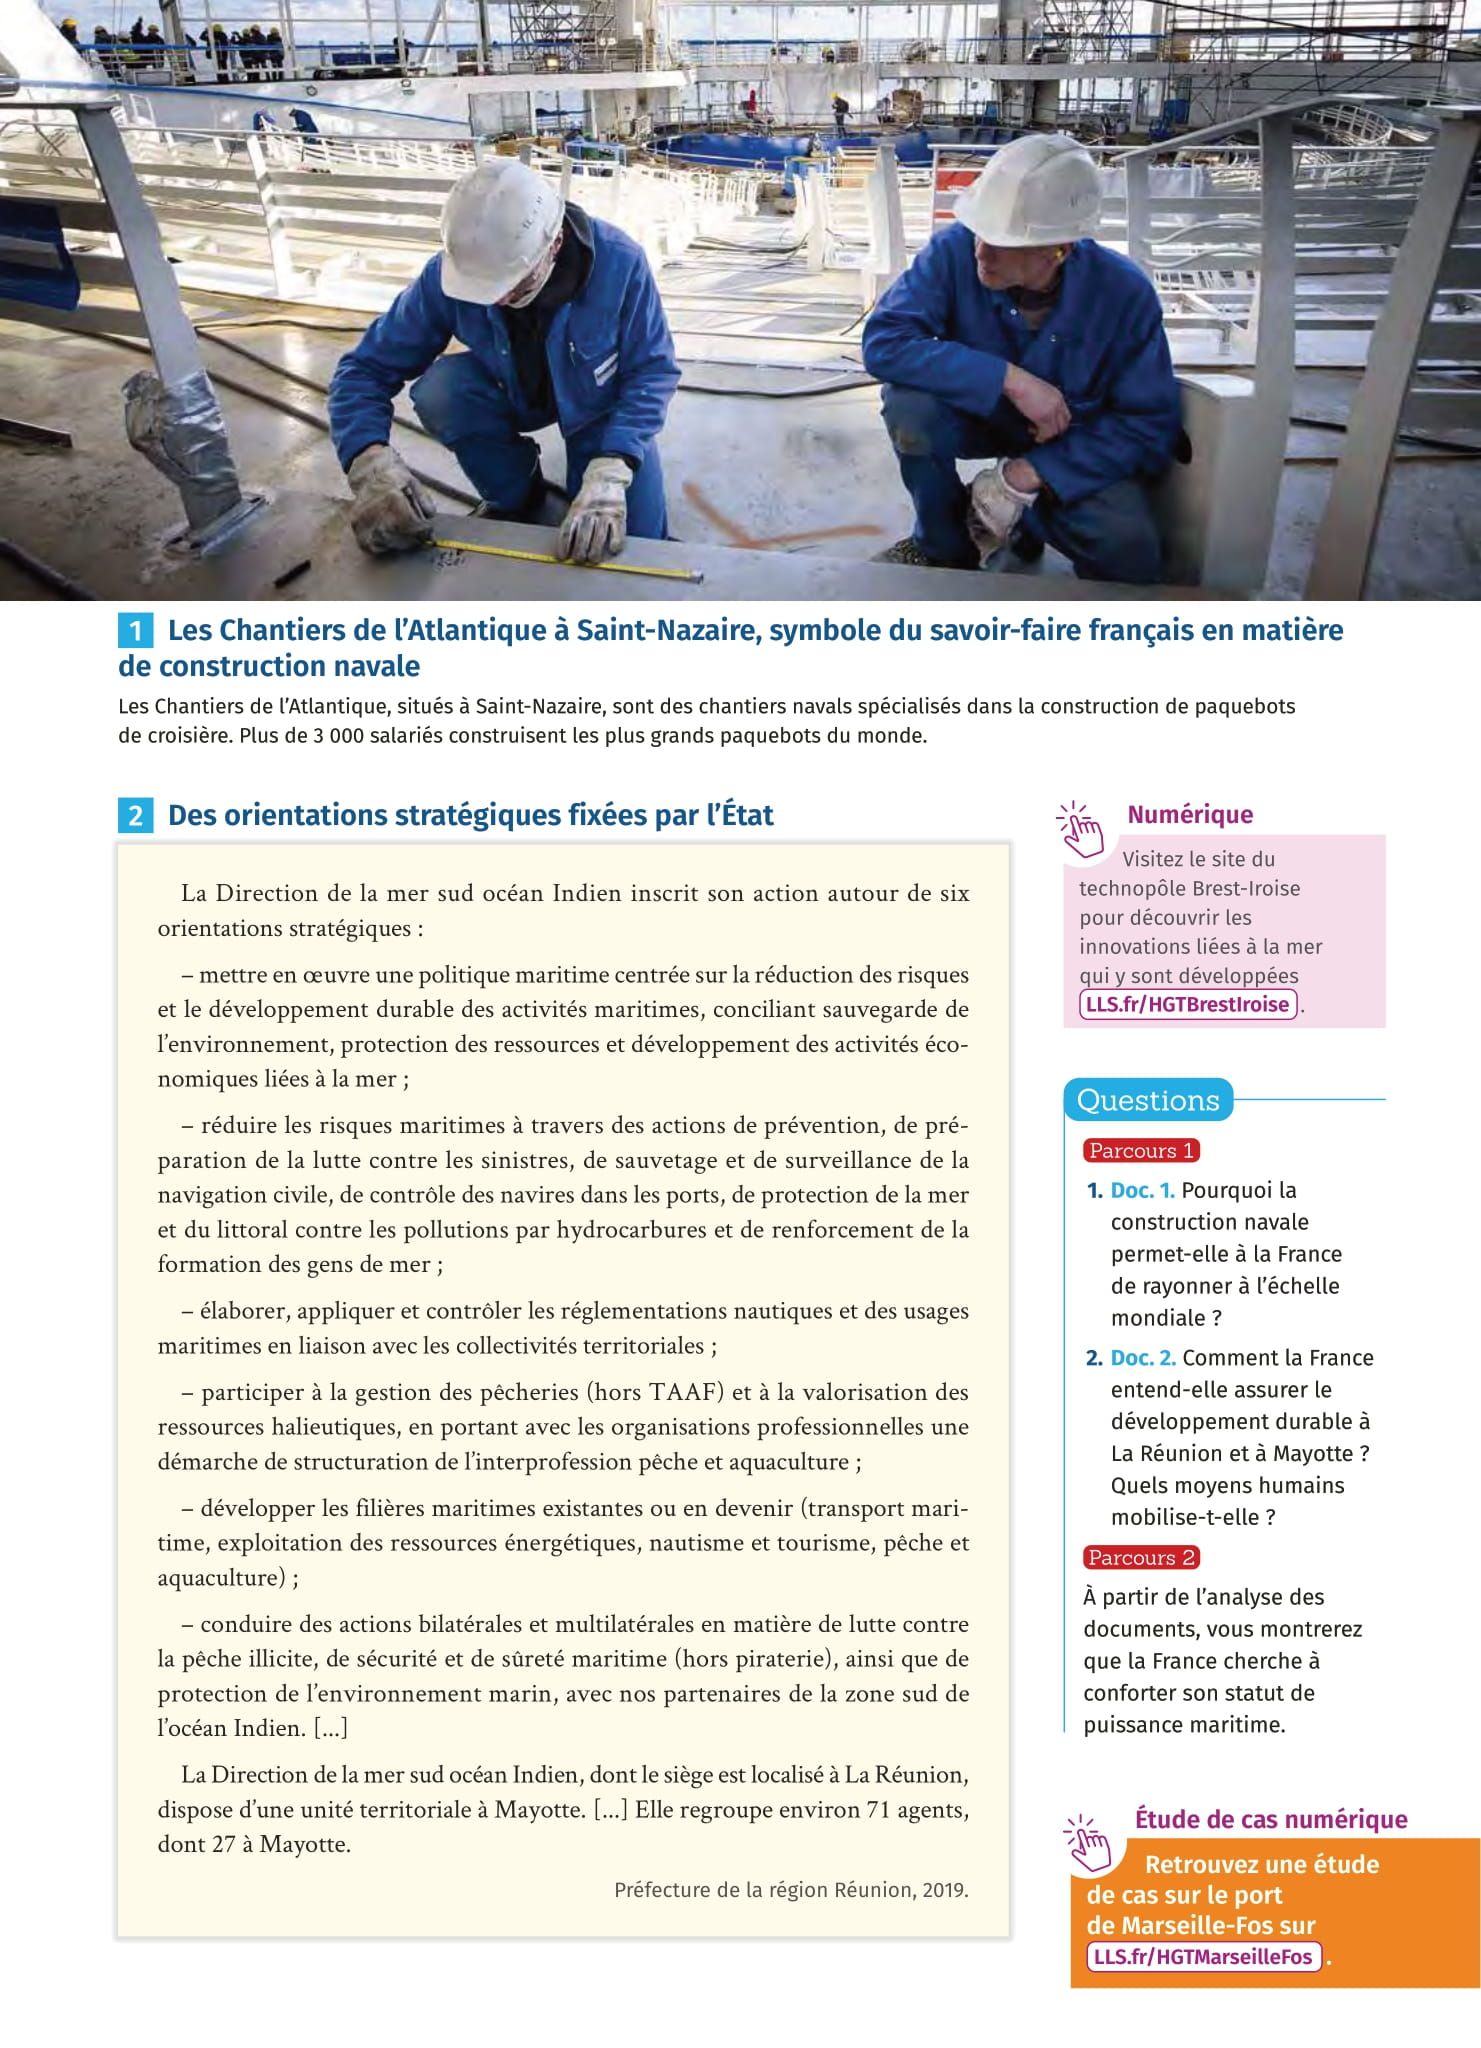 1 Les Chantiers de l’Atlantique à Saint-Nazaire, symbole du savoir-faire français en matière
de construction navale
Les Chantiers de l’Atlantique, situés à Saint-Nazaire, sont des chantiers navals spécialisés dans la construction de paquebots
de croisière. Plus de 3 000 salariés construisent les plus grands paquebots du monde.
2 Des orientations stratégiques fixées par l’État
La Direction de la mer sud océan Indien inscrit son action autour de six
orientations stratégiques :
– mettre en œuvre une politique maritime centrée sur la réduction des risques
et le développement durable des activités maritimes, conciliant sauvegarde de
l’environnement, protection des ressources et développement des activités éco-
nomiques liées à la mer ;
– réduire les risques maritimes à travers des actions de prévention, de pré-
paration de la lutte contre les sinistres, de sauvetage et de surveillance de la
navigation civile, de contrôle des navires dans les ports, de protection de la mer
et du littoral contre les pollutions par hydrocarbures et de renforcement de la
formation des gens de mer ;
– élaborer, appliquer et contrôler les réglementations nautiques et des usages
maritimes en liaison avec les collectivités territoriales ;
– participer à la gestion des pêcheries (hors TAAF) et à la valorisation des
ressources halieutiques, en portant avec les organisations professionnelles une
démarche de structuration de l’interprofession pêche et aquaculture ;
– développer les filières maritimes existantes ou en devenir (transport mari-
time, exploitation des ressources énergétiques, nautisme et tourisme, pêche et
aquaculture) ;
– conduire des actions bilatérales et multilatérales en matière de lutte contre
la pêche illicite, de sécurité et de sûreté maritime (hors piraterie), ainsi que de
protection de l’environnement marin, avec nos partenaires de la zone sud de
l’océan Indien. [...]
La Direction de la mer sud océan Indien, dont le siège est localisé à La Réunion,
dispose d’une unité territoriale à Mayotte. [...] Elle regroupe environ 71 agents,
dont 27 à Mayotte.
Préfecture de la région Réunion, 2019.
Numérique
Visitez le site du
technopôle Brest-Iroise
pour découvrir les
innovations liées à la mer
qui y sont développées
LLS.fr/HGTBrestIroise .
Questions
Parcours 1
1. Doc. 1. Pourquoi la
construction navale
permet-elle à la France
de rayonner à l’échelle
mondiale ?
2. Doc. 2. Comment la France
entend-elle assurer le
développement durable à
La Réunion et à Mayotte ?
Quels moyens humains
mobilise-t-elle ?
Parcours 2
À partir de l’analyse des
documents, vous montrerez
que la France cherche à
conforter son statut de
puissance maritime.
Étude de cas numérique
Retrouvez une étude
de cas sur le port
de Marseille-Fos sur
LLS.fr/HGTMarseilleFos .